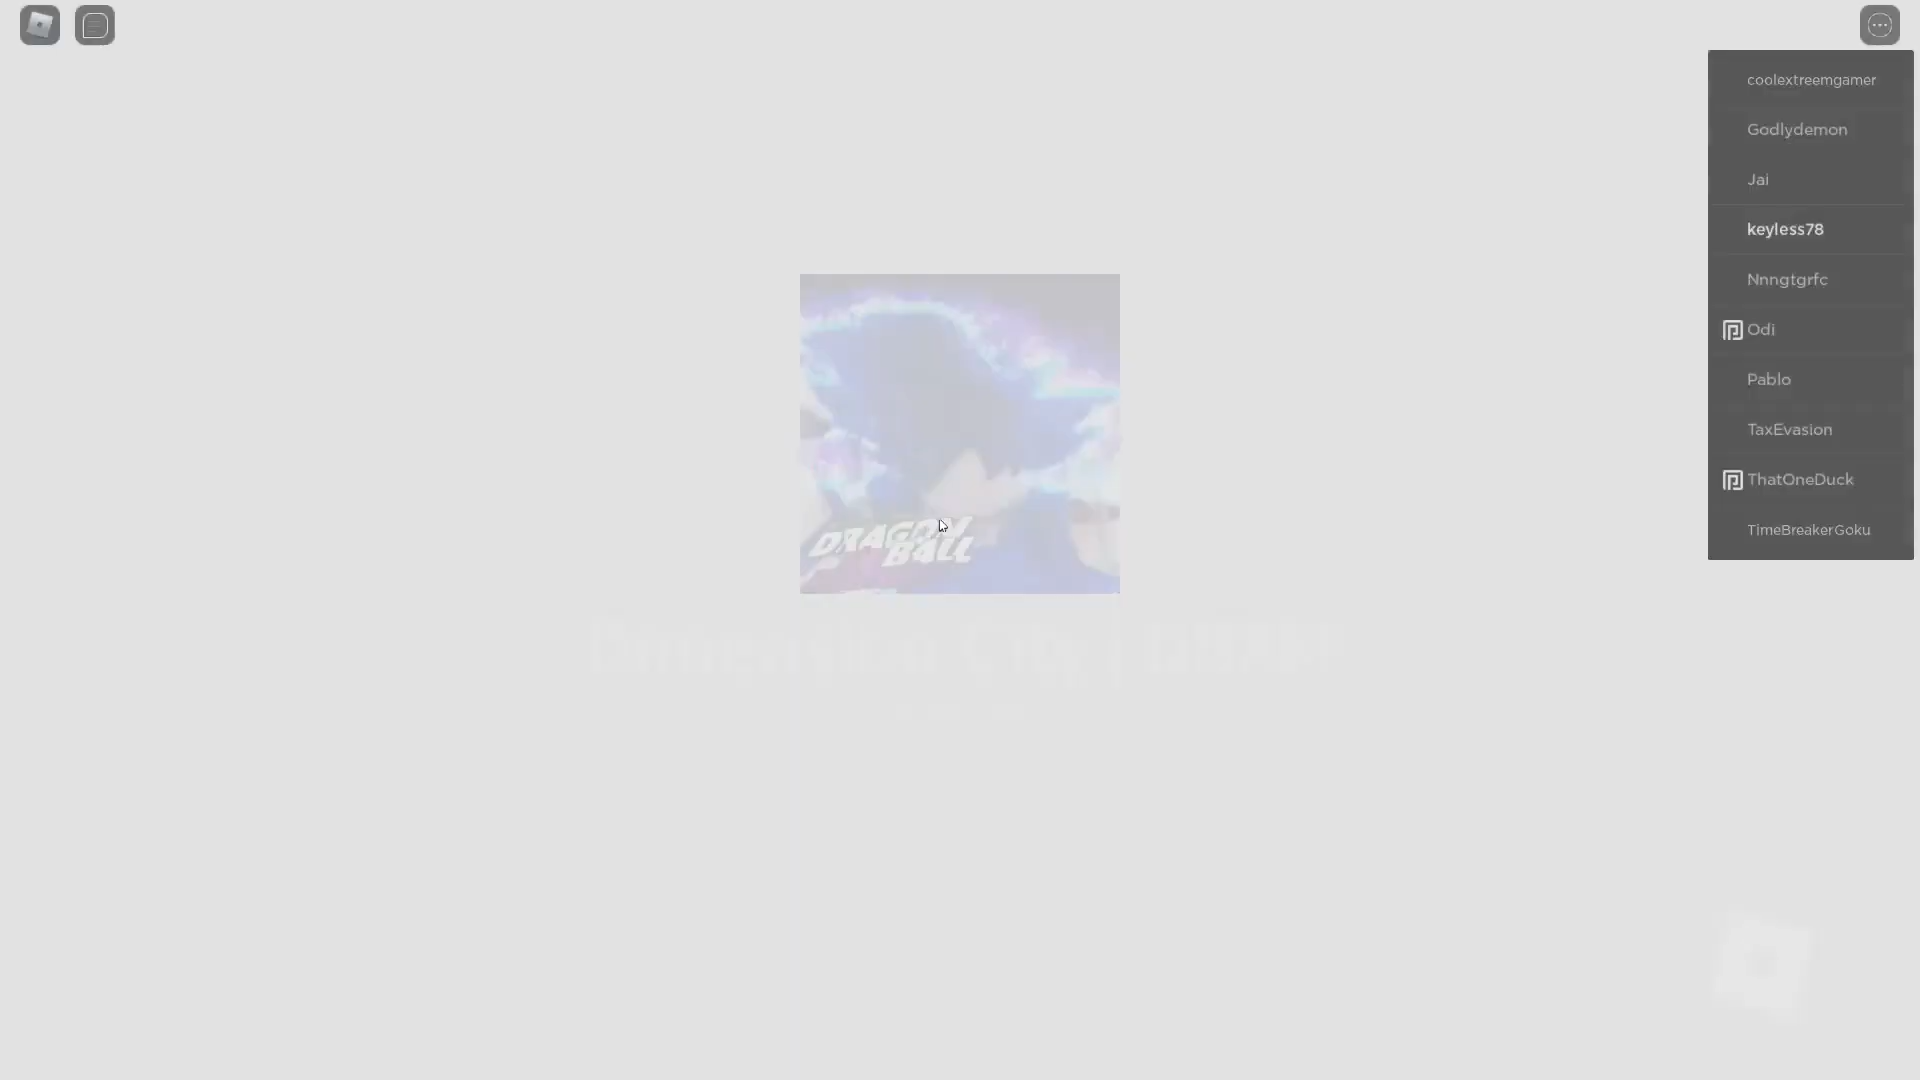 coolextreemgamer
Godlydemon
Jai
keyless78
Nnngtgrfc
Odi
Pablo
TaxEvasion
ThatOneDuck
TimeBreakerGoku
DRAGON
BALL